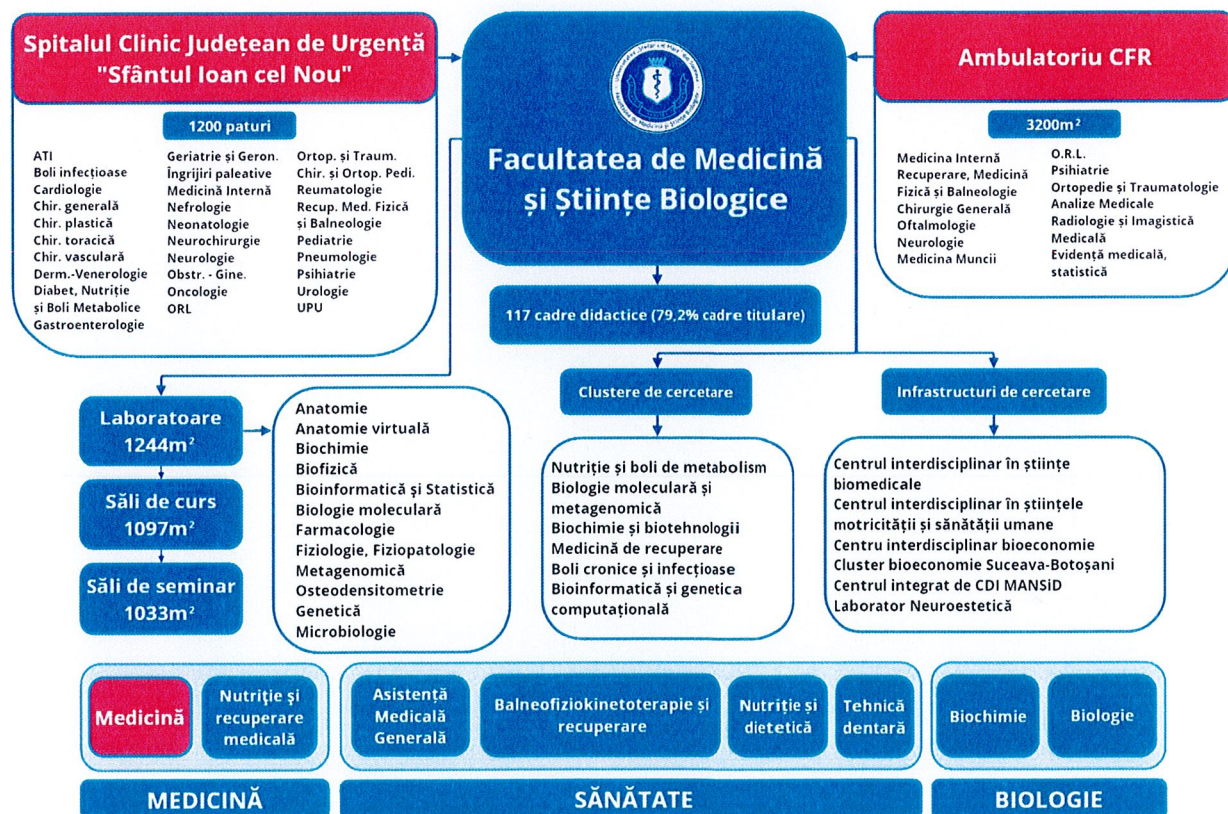 Spitalul Clinic Județean de Urgență
"Sfântul Ioan cel Nou"
1200 paturi
ATI
Boli infecțioase
Cardiologie
Chir. generală
Chir. plastică
Chir. toracică
Chir. vasculară
Derm.-Venerologie
Diabet, Nutriție
și Boli Metabolice
Gastroenterologie
Geriatrie și Geron.
Îngrijiri paleative
Medicină Internă
Nefrologie
Neonatologie
Neurochirurgie
Neurologie
Obstr. - Gine.
Oncologie
ORL
Ortop. și Traum.
Chir. și Ortop. Pedi.
Reumatologie
Recup. Med. Fizică
și Balneologie
Pediatrie
Pneumologie
Psihiatrie
Urologie
UPU
Facultatea de Medicină
și Științe Biologice
117 cadre didactice (79,2% cadre titulare)
Ambulatoriu CFR
3200m²
Medicina Internă
Recuperare, Medicină
Fizică și Balneologie
Chirurgie Generală
Oftalmologie
Neurologie
Medicina Muncii
O.R.L.
Psihiatrie
Ortopedie și Traumatologie
Analize Medicale
Radiologie și Imagistică
Medicală
Evidență medicală,
statistică
Laboratoare
1244m²
Săli de curs
1097m²
Săli de seminar
1033m²
Anatomie
Anatomie virtuală
Biochimie
Biofizică
Bioinformatică și Statistică
Biologie moleculară
Farmacologie
Fiziologie, Fiziopatologie
Metagenomică
Osteodensitometrie
Genetică
Microbiologie
Clustere de cercetare
Nutriție și boli de metabolism
Biologie moleculară și
metagenomică
Biochimie și biotehnologii
Medicină de recuperare
Boli cronice și infecțioase
Bioinformatică și genetica
computațională
Infrastructuri de cercetare
Centrul interdisciplinar în științe
biomedicale
Centrul interdisciplinar în științele
motricității și sănătății umane
Centru interdisciplinar bioeconomie
Cluster bioeconomie Suceava-Botoșani
Centrul integrat de CDI MANSiD
Laborator Neuroestetică
Medicină
Nutriție și
recuperare
medicală
MEDICINĂ
Asistență
Medicală
Generală
Balneofiziokinetoterapie și
recuperare
Nutriție și
dietetică
Tehnică
dentară
SĂNĂTATE
Biochimie
Biologie
BIOLOGIE